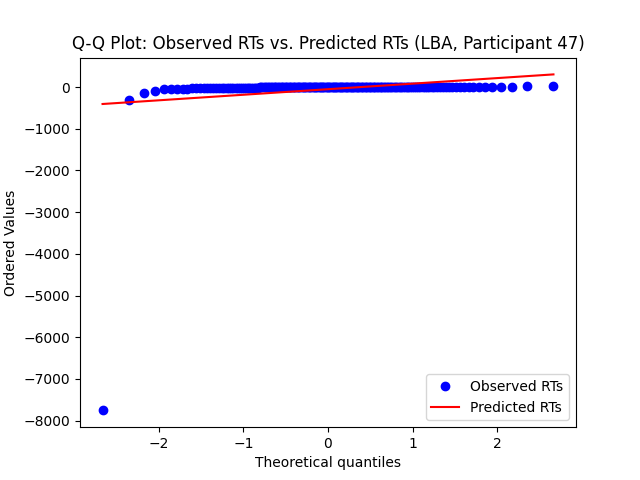 Q-Q Plot: Observed RTs vs. Predicted RTs (LBA, Participant 47)
0
−1000
−2000
−3000
−4000
−5000
−6000
−7000
−8000
Ordered Values
Observed RTs
Predicted RTs
−2
−1
0
1
2
Theoretical quantiles